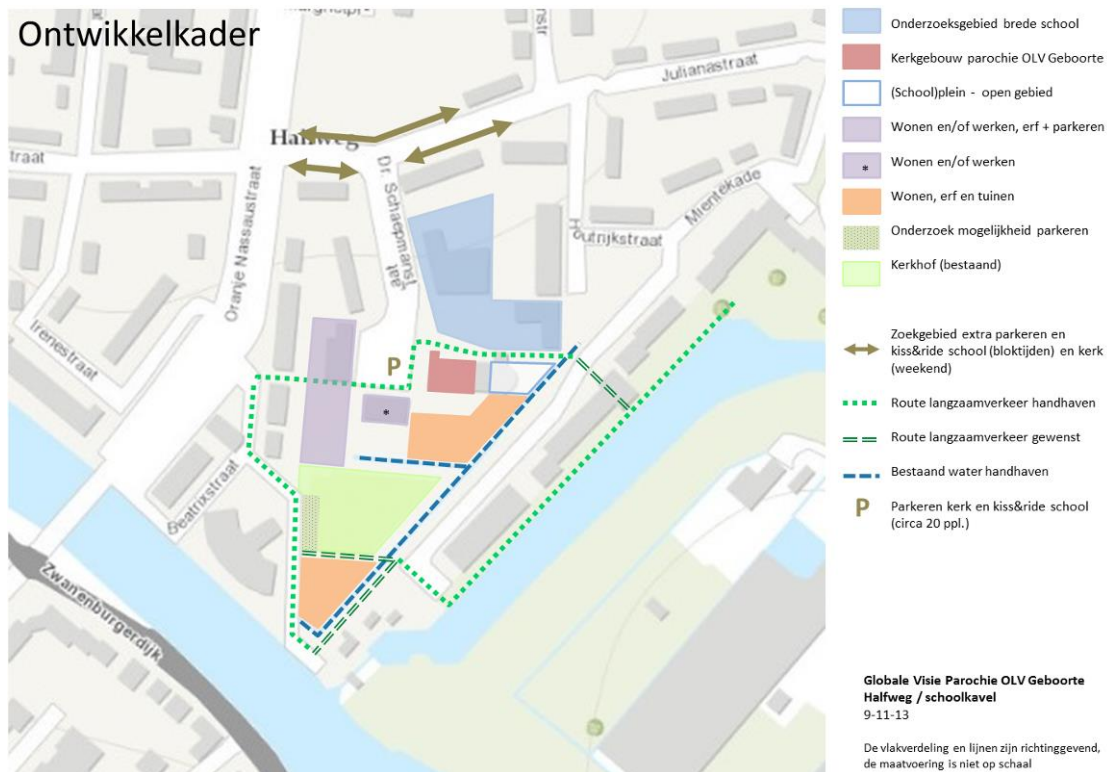 Ontwikkelkader
Halfweg
Julianastraat
Dr. Schaepmanst
raat
Oranje Nassaustraat
Irenestraat
Beatrixstraat
Zwanenburgerdijk
Houtrijkstraat
Mientekade
P
*
Onderzoeksgebied brede school
Kerkgebouw parochie OLV Geboorte
(School)plein - open gebied
Wonen en/of werken, erf + parkeren
*
Wonen en/of werken
Wonen, erf en tuinen
Onderzoek mogelijkheid parkeren
Kerkhof (bestaand)
Zoekgebied extra parkeren en
kiss&ride school (bloktijden) en kerk
(weekend)
Route langzaamverkeer handhaven
Route langzaamverkeer gewenst
Bestaand water handhaven
P
Parkeren kerk en kiss&ride school
(circa 20 ppl.)
Globale Visie Parochie OLV Geboorte
Halfweg / schoolkavel
9-11-13
De vlakverdeling en lijnen zijn richtinggevend,
de maatvoering is niet op schaal